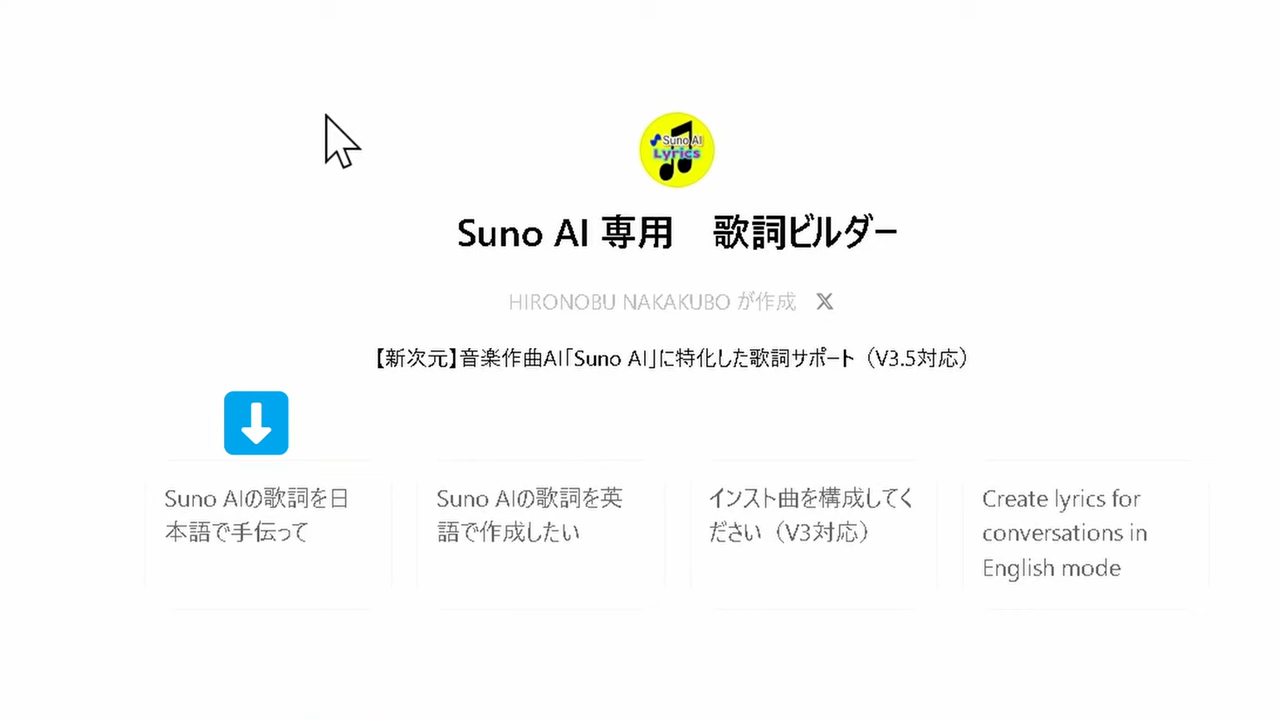 Suno AI
Lyrics
Suno AI 専用　歌詞ビルダー
HIRONOBU NAKAKUBO が作成 X
【新次元】音楽作曲AI「Suno AI」に特化した歌詞サポート（V3.5対応）
Suno AIの歌詞を日
本語で手伝って
Suno AIの歌詞を英
語で作成したい
インスト曲を構成してく
ださい（V3対応）
Create lyrics for
conversations in
English mode